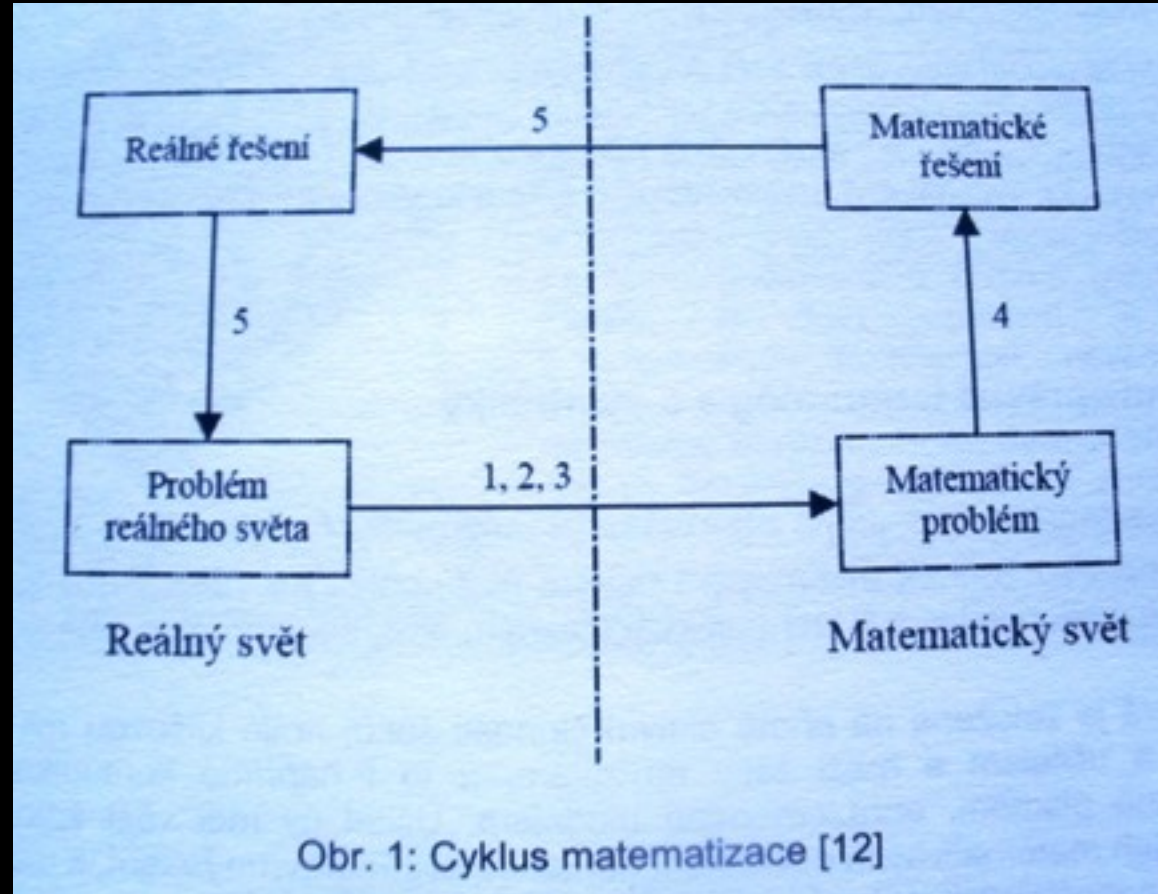 5
Reálné řešení
Matematické
řešení
5
4
Problém
reálného světa
1, 2, 3
Matematický
problém
Reálný svět
Matematický svět
Obr. 1: Cyklus matematizace [12]